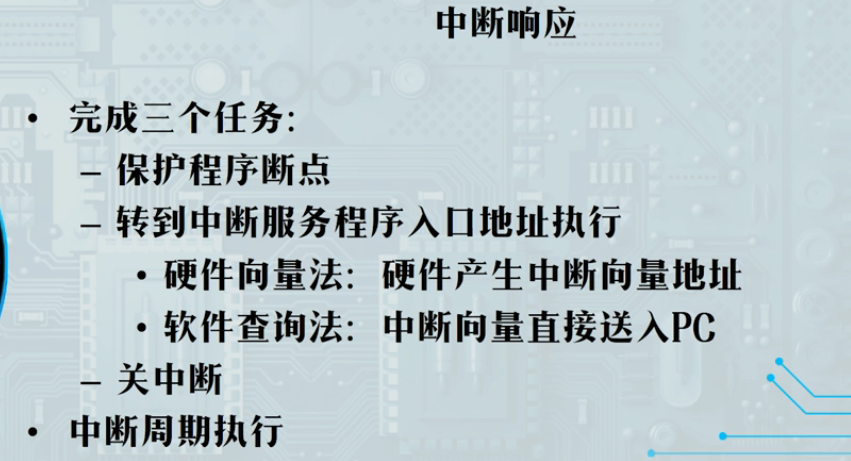 中断响应
• 完成三个任务：
– 保护程序断点
– 转到中断服务程序入口地址执行
• 硬件向量法：硬件产生中断向量地址
• 软件查询法：中断向量直接送入PC
– 关中断
• 中断周期执行